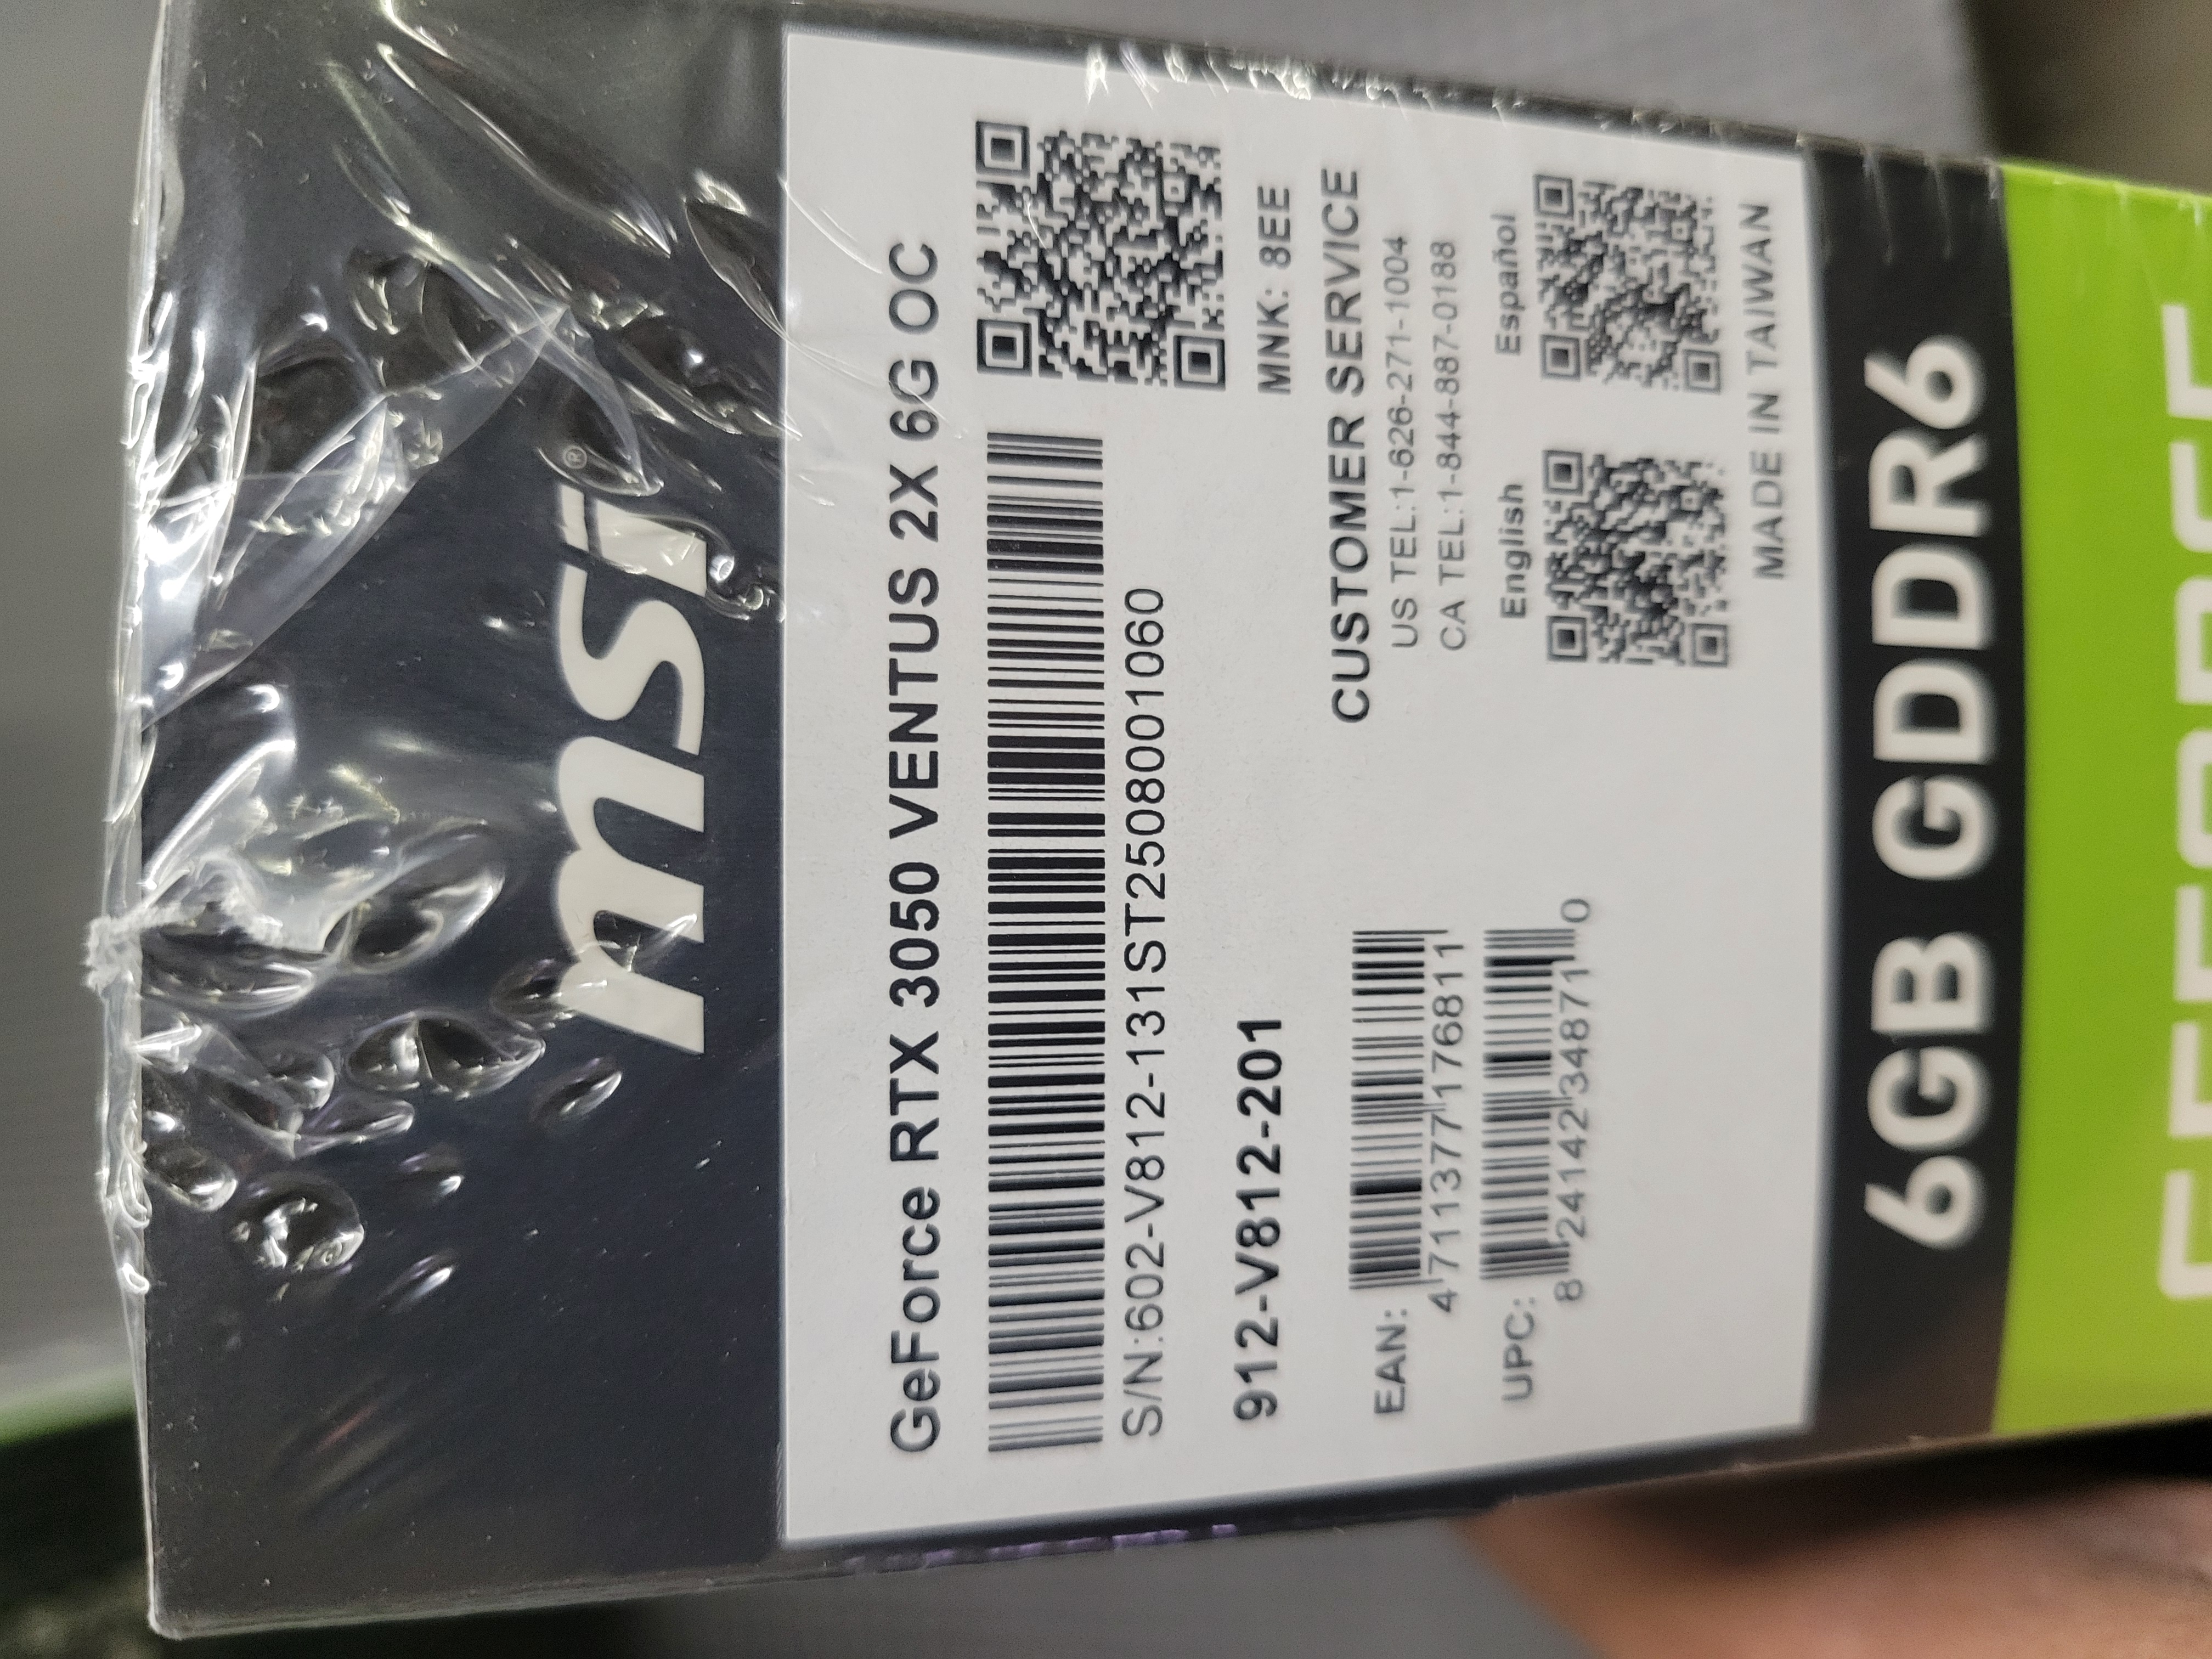 msi®
GeForce RTX 3050 VENTUS 2X 6G OC
S/N:602-V812-131ST2508001060
912-V812-201
MNK: 8EE
EAN:
4 711377 176811
UPC:
8 24142 34871 0
CUSTOMER SERVICE
US TEL:1-626-271-1004
CA TEL:1-844-887-0188
English Español
MADE IN TAIWAN
6GB GDDR6